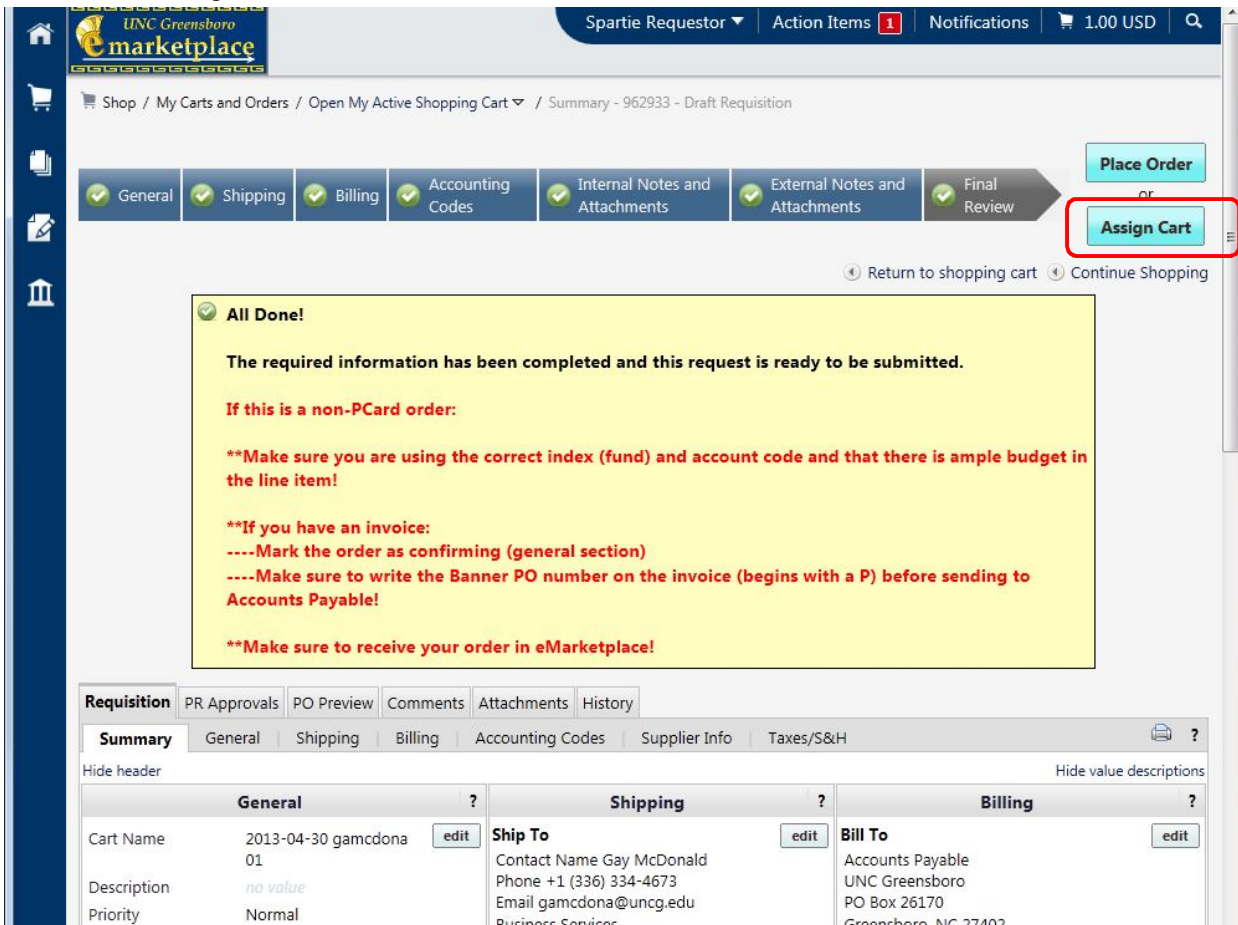 UNC Greensboro
emarketplace
Spartie Requestor ▼ Action Items 1 Notifications 1.00 USD
Shop / My Carts and Orders / Open My Active Shopping Cart ▽ / Summary - 962933 - Draft Requisition
Place Order
or
Assign Cart
General
Shipping
Billing
Accounting
Codes
Internal Notes and
Attachments
External Notes and
Attachments
Final
Review
Return to shopping cart Continue Shopping
All Done!
The required information has been completed and this request is ready to be submitted.
If this is a non-PCard order:
**Make sure you are using the correct index (fund) and account code and that there is ample budget in
the line item!
**If you have an invoice:
----Mark the order as confirming (general section)
----Make sure to write the Banner PO number on the invoice (begins with a P) before sending to
Accounts Payable!
**Make sure to receive your order in eMarketplace!
Requisition PR Approvals PO Preview Comments Attachments History
Summary General Shipping Billing Accounting Codes Supplier Info Taxes/S&H ?
Hide header Hide value descriptions
General ? Shipping ? Billing ?
Cart Name 2013-04-30 gamcdona
01
edit
Description no value
Priority Normal
Ship To edit
Contact Name Gay McDonald
Phone +1 (336) 334-4673
Email gamcdona@uncg.edu
Business Services
Bill To edit
Accounts Payable
UNC Greensboro
PO Box 26170
Greensboro, NC 27402